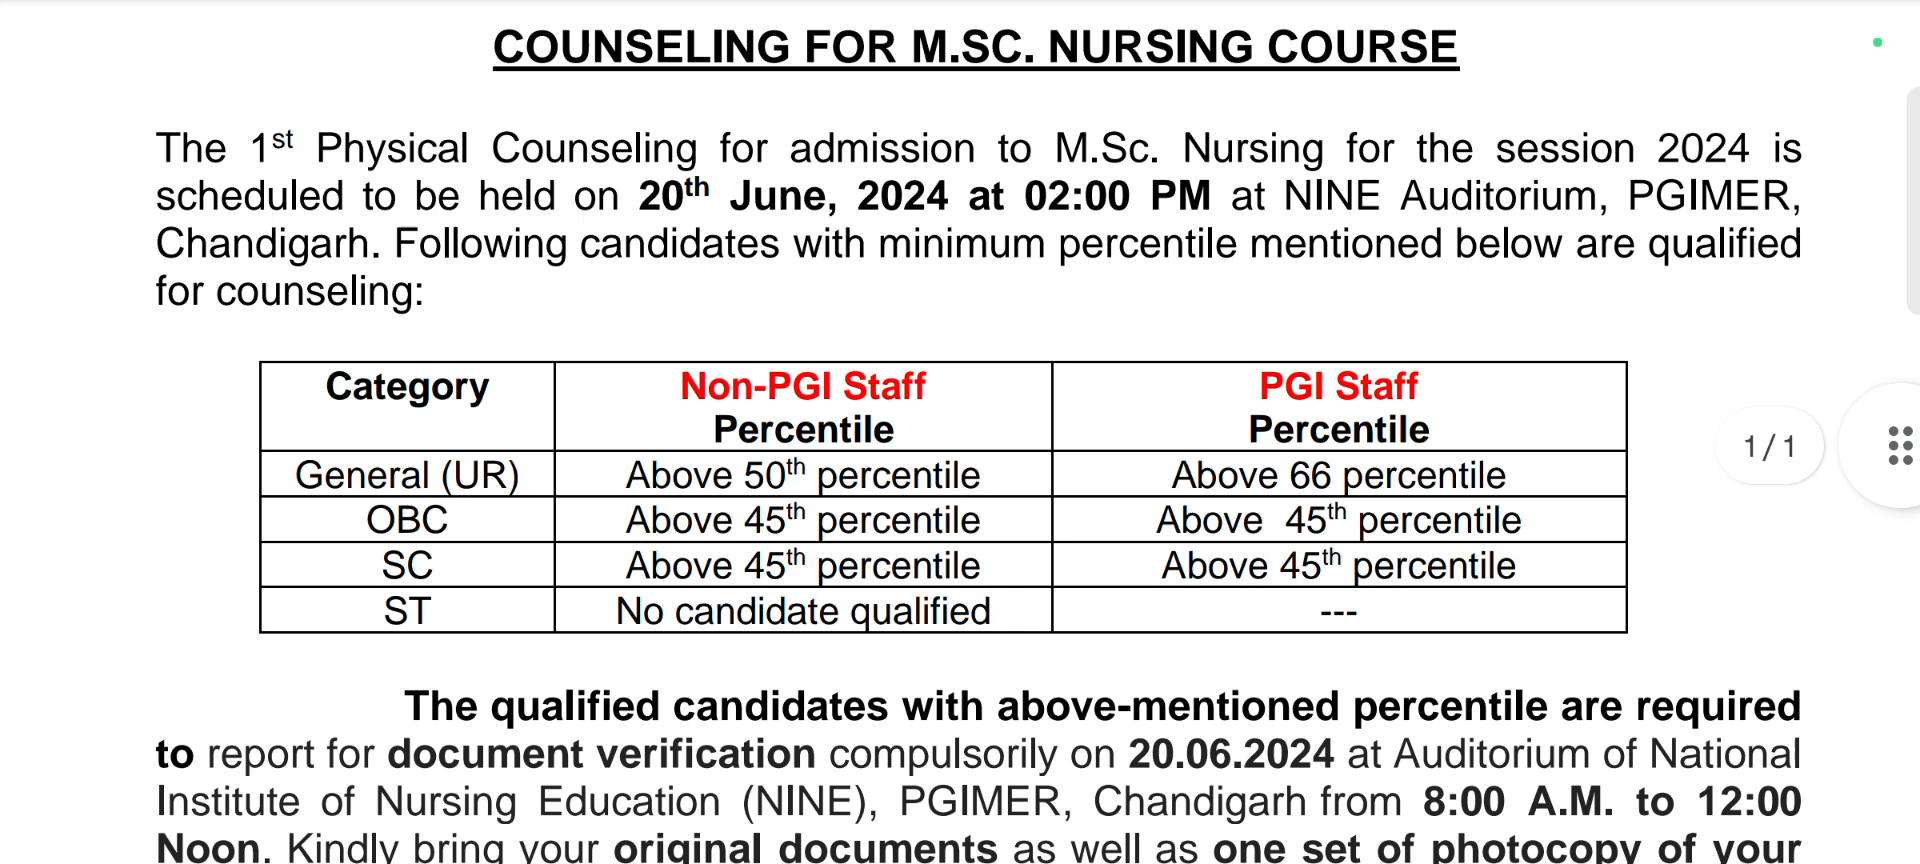 COUNSELING FOR M.SC. NURSING COURSE
The 1st Physical Counseling for admission to M.Sc. Nursing for the session 2024 is
scheduled to be held on 20th June, 2024 at 02:00 PM at NINE Auditorium, PGIMER,
Chandigarh. Following candidates with minimum percentile mentioned below are qualified
for counseling:
Category Non-PGI Staff PGI Staff
Percentile Percentile
General (UR) Above 50th percentile Above 66 percentile
OBC Above 45th percentile Above 45th percentile
SC Above 45th percentile Above 45th percentile
ST No candidate qualified ---
1/1
The qualified candidates with above-mentioned percentile are required
to report for document verification compulsorily on 20.06.2024 at Auditorium of National
Institute of Nursing Education (NINE), PGIMER, Chandigarh from 8:00 A.M. to 12:00
Noon. Kindly bring your original documents as well as one set of photocopy of your